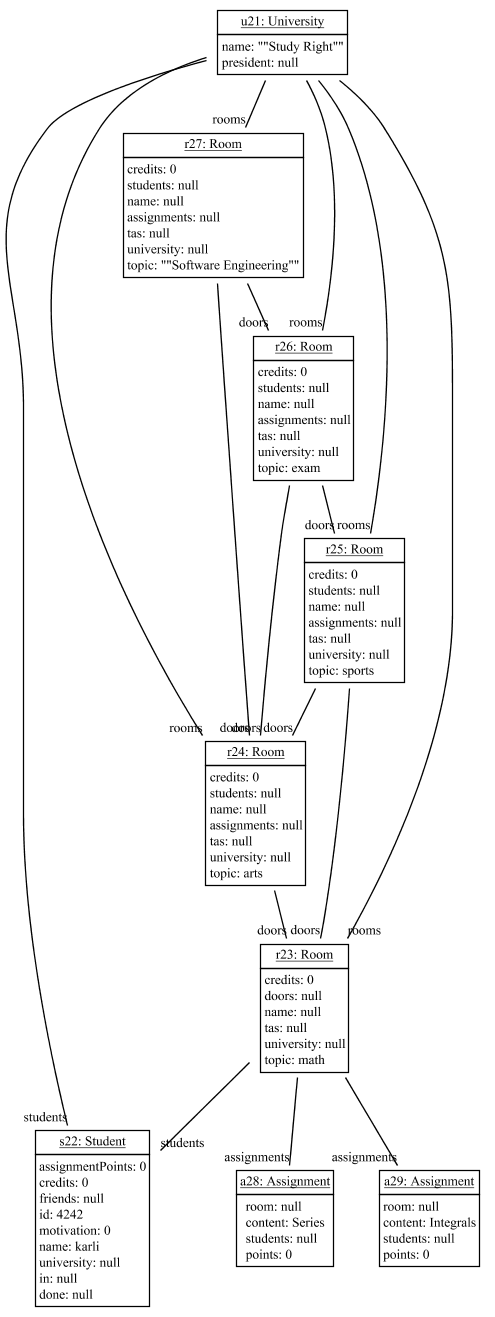 u21: University
name: ""Study Right""
president: null
rooms
r27: Room
credits: 0
students: null
name: null
assignments: null
tas: null
university: null
topic: ""Software Engineering""
doors rooms
r26: Room
credits: 0
students: null
name: null
assignments: null
tas: null
university: null
topic: exam
doors rooms
r25: Room
credits: 0
students: null
name: null
assignments: null
tas: null
university: null
topic: sports
rooms doors doors doors
r24: Room
credits: 0
students: null
name: null
assignments: null
tas: null
university: null
topic: arts
doors doors rooms
r23: Room
credits: 0
doors: null
name: null
tas: null
university: null
topic: math
students
students
s22: Student
assignmentPoints: 0
credits: 0
friends: null
id: 4242
motivation: 0
name: karli
university: null
in: null
done: null
assignments
a28: Assignment
room: null
content: Series
students: null
points: 0
assignments
a29: Assignment
room: null
content: Integrals
students: null
points: 0